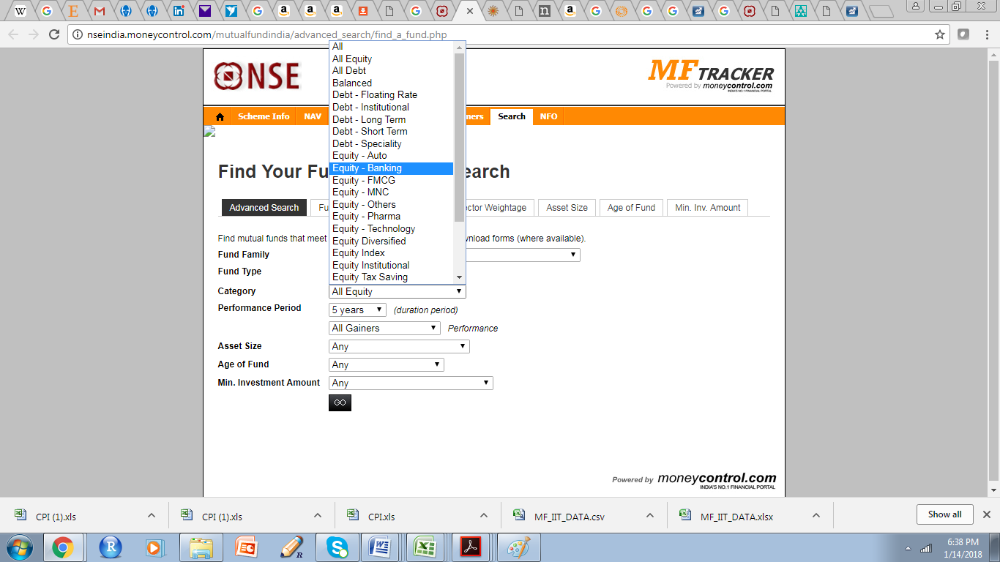 nseindia.moneycontrol.com/mutualfundindia/advanced_search/find_a_fund.php
NSE
MF TRACKER
Powered by moneycontrol.com
INDIA'S NO.1 FINANCIAL PORTAL
Scheme Info NAV ners Search NFO
Find Your Fu earch
Advanced Search Fu ector Weightage Asset Size Age of Fund Min. Inv. Amount
Find mutual funds that meet wnload forms (where available).
Fund Family
Fund Type
All
All Equity
All Debt
Balanced
Debt - Floating Rate
Debt - Institutional
Debt - Long Term
Debt - Short Term
Debt - Speciality
Equity - Auto
Equity - Banking
Equity - FMCG
Equity - MNC
Equity - Others
Equity - Pharma
Equity - Technology
Equity Diversified
Equity Index
Equity Institutional
Equity Tax Saving
Category All Equity
Performance Period 5 years (duration period)
All Gainers Performance
Asset Size Any
Age of Fund Any
Min. Investment Amount Any
GO
Powered by moneycontrol.com
INDIA'S NO.1 FINANCIAL PORTAL
CPI (1).xls CPI (1).xls CPI.xls MF_IIT_DATA.csv MF_IIT_DATA.xlsx Show all
6:38 PM
1/14/2018